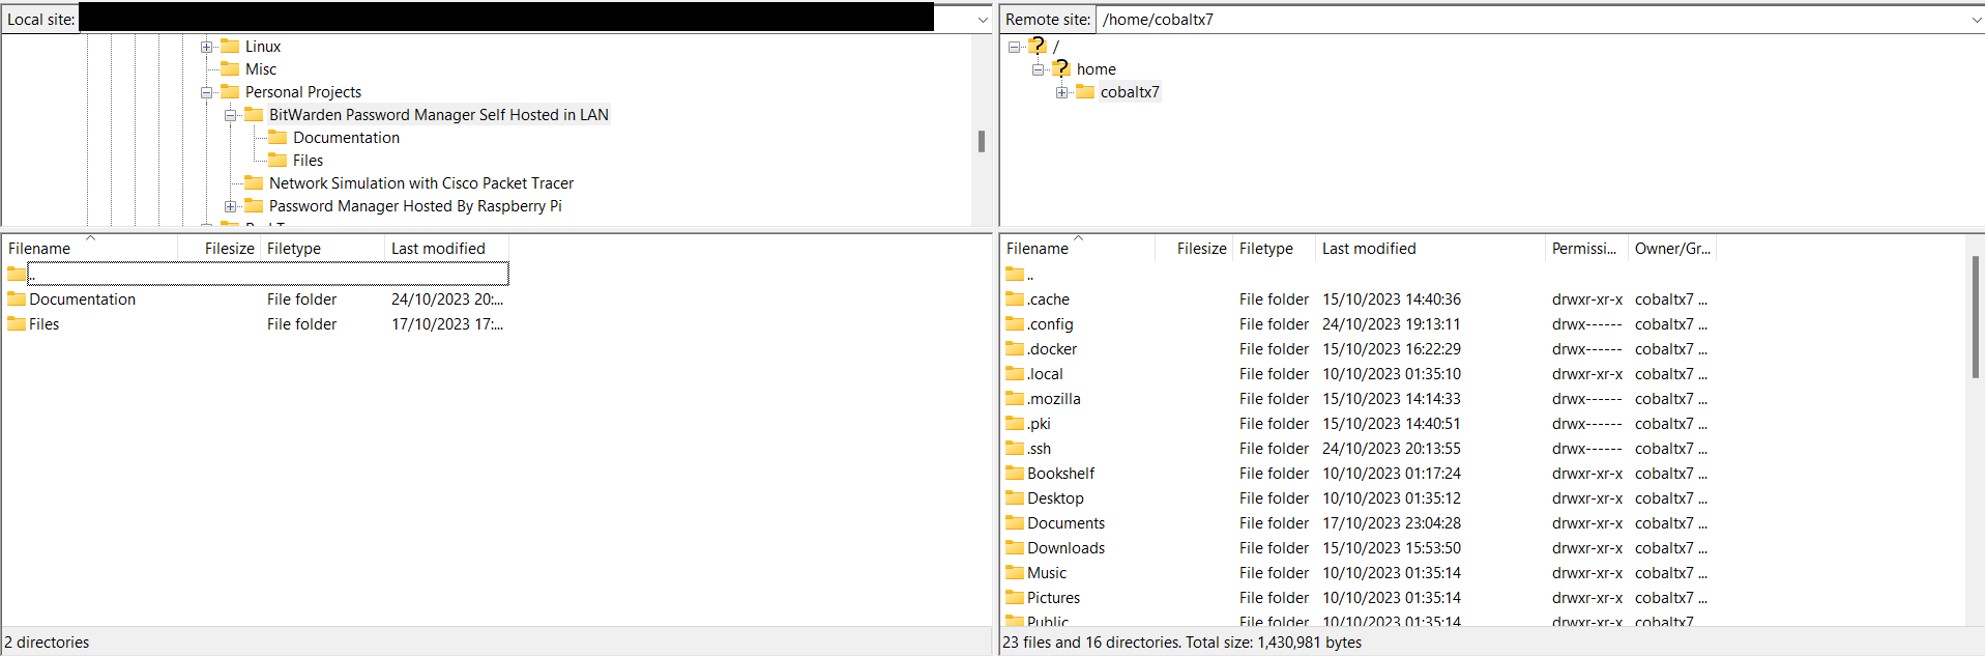 Local site:
Linux
Misc
Personal Projects
BitWarden Password Manager Self Hosted in LAN
Documentation
Files
Network Simulation with Cisco Packet Tracer
Password Manager Hosted By Raspberry Pi
Filename Filesize Filetype Last modified
..
Documentation File folder 24/10/2023 20:...
Files File folder 17/10/2023 17:...
2 directories
Remote site: /home/cobaltx7
? /
? home
cobaltx7
Filename Filesize Filetype Last modified Permissi... Owner/Gr...
..
.cache File folder 15/10/2023 14:40:36 drwxr-xr-x cobaltx7 ...
.config File folder 24/10/2023 19:13:11 drwx------ cobaltx7 ...
.docker File folder 15/10/2023 16:22:29 drwx------ cobaltx7 ...
.local File folder 10/10/2023 01:35:10 drwxr-xr-x cobaltx7 ...
.mozilla File folder 15/10/2023 14:14:33 drwx------ cobaltx7 ...
.pki File folder 15/10/2023 14:40:51 drwx------ cobaltx7 ...
.ssh File folder 24/10/2023 20:13:55 drwx------ cobaltx7 ...
Bookshelf File folder 10/10/2023 01:17:24 drwxr-xr-x cobaltx7 ...
Desktop File folder 10/10/2023 01:35:12 drwxr-xr-x cobaltx7 ...
Documents File folder 17/10/2023 23:04:28 drwxr-xr-x cobaltx7 ...
Downloads File folder 15/10/2023 15:53:50 drwxr-xr-x cobaltx7 ...
Music File folder 10/10/2023 01:35:14 drwxr-xr-x cobaltx7 ...
Pictures File folder 10/10/2023 01:35:14 drwxr-xr-x cobaltx7 ...
Public File folder 10/10/2023 01:35:14 drwxr-xr-x cobaltx7 ...
23 files and 16 directories. Total size: 1,430,981 bytes